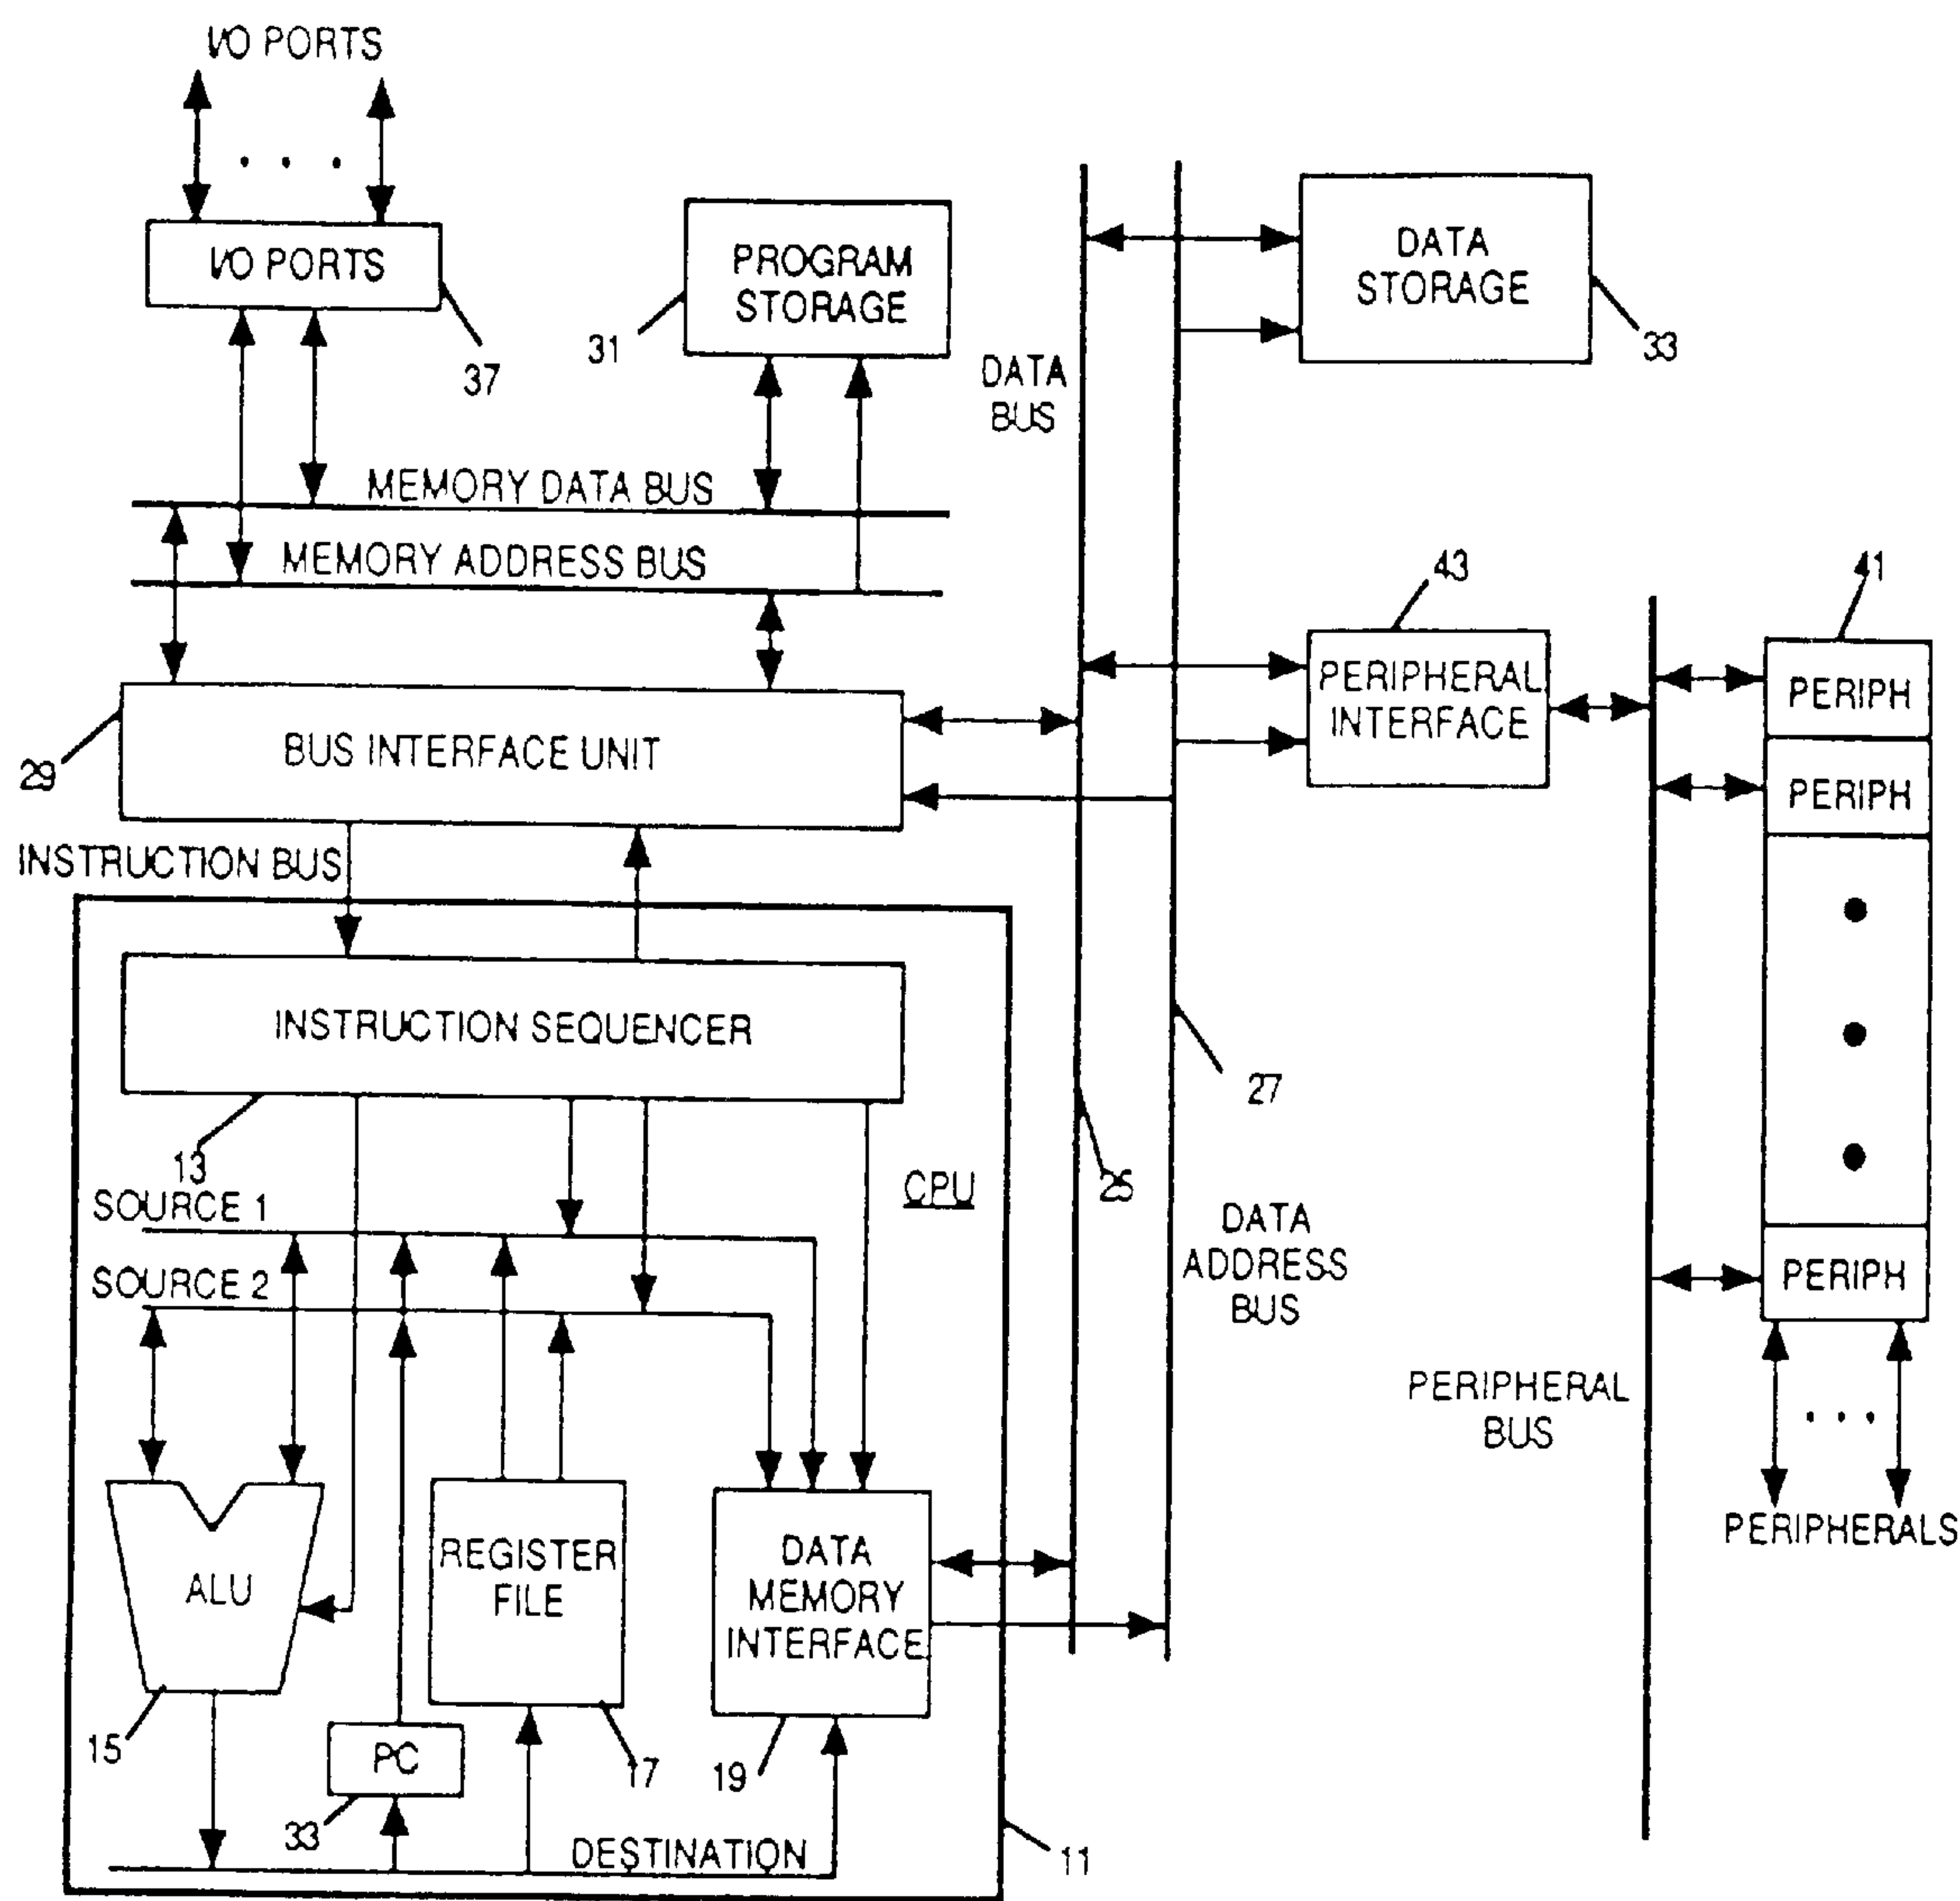 I/O PORTS
I/O PORTS
37
PROGRAM
STORAGE
31
DATA
STORAGE
33
DATA
BUS
MEMORY DATA BUS
MEMORY ADDRESS BUS
43
41
PERIPHERAL
INTERFACE
PERIPH
PERIPH
PERIPH
BUS INTERFACE UNIT
29
INSTRUCTION BUS
INSTRUCTION SEQUENCER
13
27
25
CPU
SOURCE 1
SOURCE 2
DATA
ADDRESS
BUS
PERIPHERAL
BUS
PERIPHERALS
ALU
REGISTER
FILE
DATA
MEMORY
INTERFACE
15
PC
33
17
19
DESTINATION
11